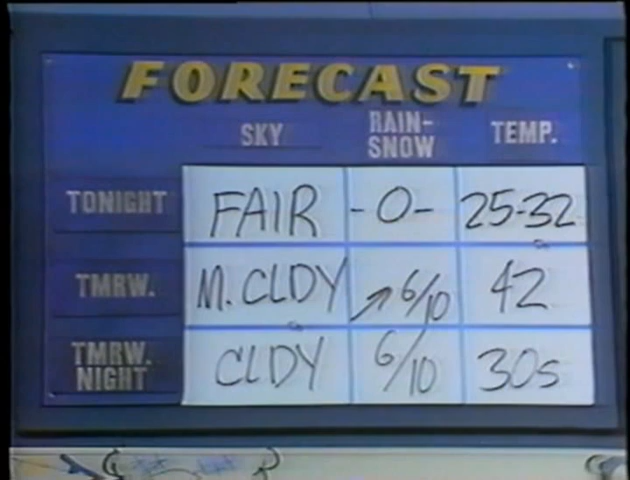 FORECAST
SKY RAIN-SNOW TEMP.
TONIGHT FAIR -0- 25-32
TMRW. M. CLDY ↗6/10 42
TMRW. NIGHT CLDY 6/10 30s